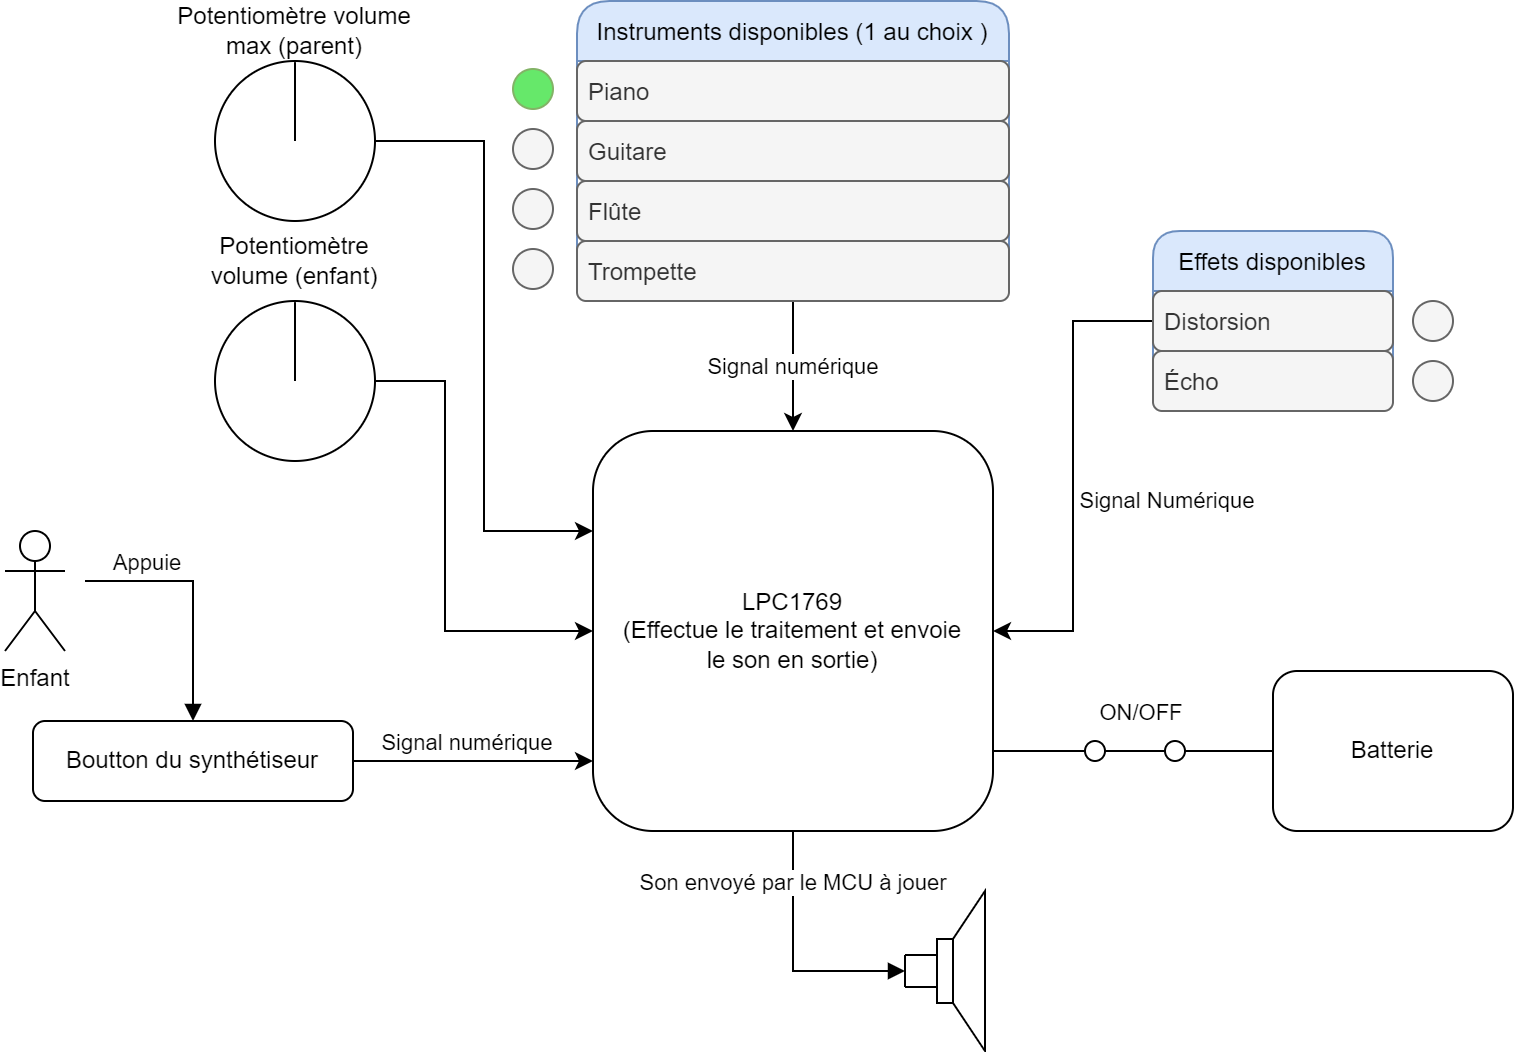 Potentiomètre volume
max (parent)
Instruments disponibles (1 au choix )
Piano
Guitare
Flûte
Trompette
Potentiomètre
volume (enfant)
Effets disponibles
Distorsion
Écho
Signal numérique
Signal Numérique
Appuie
Enfant
LPC1769
(Effectue le traitement et envoie
le son en sortie)
Boutton du synthétiseur
Signal numérique
ON/OFF
Batterie
Son envoyé par le MCU à jouer